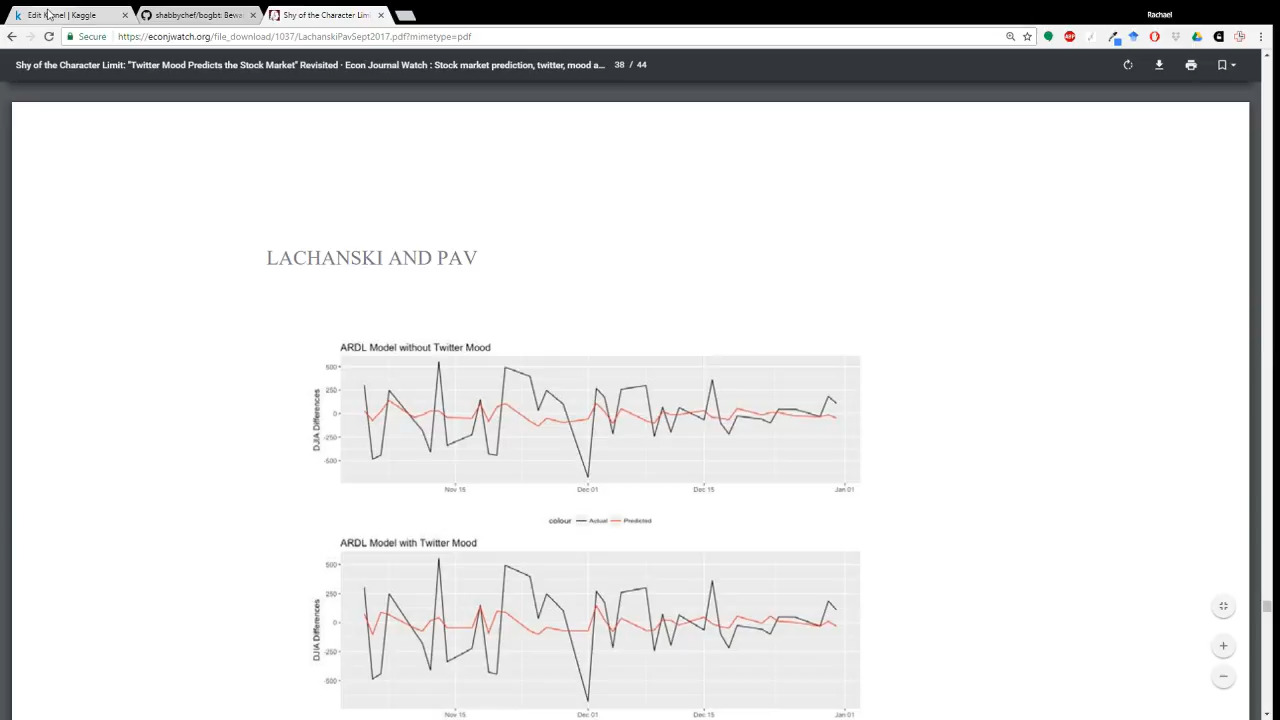 Edit Kernel | Kaggle
shabbychef/bogbt: Bewa
Shy of the Character Lim
Rachael
Secure
https://econjwatch.org/file_download/1037/LachanskiPavSept2017.pdf?mimetype=pdf
Shy of the Character Limit: "Twitter Mood Predicts the Stock Market" Revisited · Econ Journal Watch : Stock market prediction, twitter, mood a...
38 / 44
LACHANSKI AND PAV
ARDL Model without Twitter Mood
500
250
0
-250
-500
DJIA Differences
Nov 15
Dec 01
Dec 15
Jan 01
colour
Actual
Predicted
ARDL Model with Twitter Mood
500
250
0
-250
-500
DJIA Differences
Nov 15
Dec 01
Dec 15
Jan 01